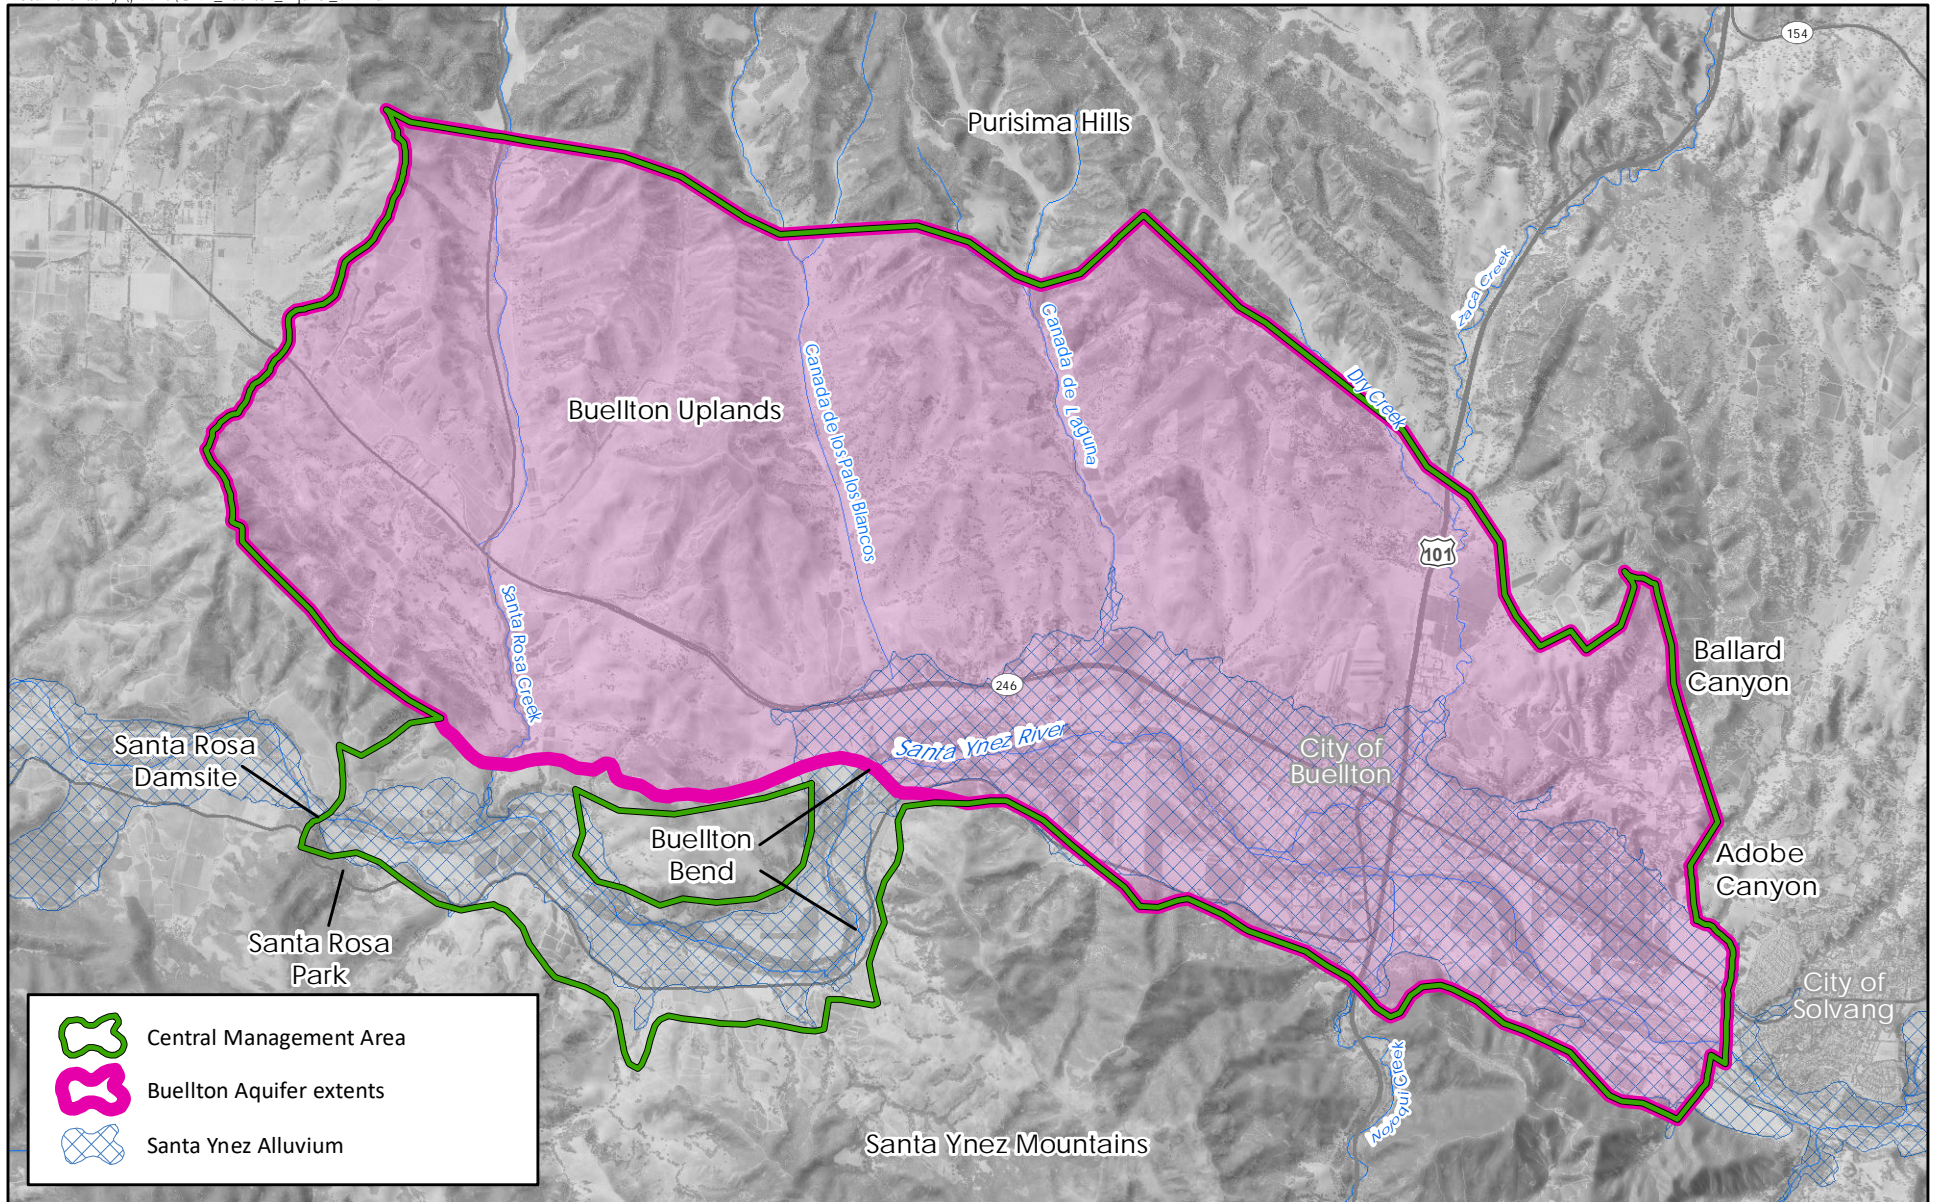 154
Purisima Hills
Zaca Creek
Canada de Laguna
Canada de los Palos Blancos
Dry Creek
Buellton Uplands
101
Santa Rosa Creek
Ballard
Canyon
246
Santa Ynez River
Santa Rosa
Damsite
City of
Buellton
Buellton
Bend
Adobe
Canyon
Santa Rosa
Park
City of
Solvang
Nojoqui Creek
Santa Ynez Mountains
Central Management Area
Buellton Aquifer extents
Santa Ynez Alluvium